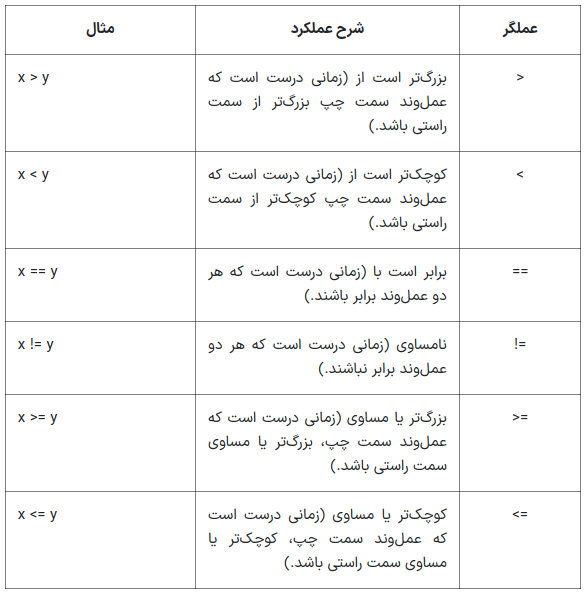 عملگر	شرح عملکرد	مثال
>
بزرگ‌تر است از (زمانی درست است که
عمل‌وند سمت چپ بزرگ‌تر از سمت
راستی باشد.)
x > y
<
کوچک‌تر است از (زمانی درست است که
عمل‌وند سمت چپ کوچک‌تر از سمت
راستی باشد.)
x < y
==
برابر است با (زمانی درست است که هر
دو عمل‌وند برابر باشند.)
x == y
!=
نامساوی (زمانی درست است که هر دو
عمل‌وند برابر نباشند.)
x != y
>=
بزرگ‌تر یا مساوی (زمانی درست است که
عمل‌وند سمت چپ، بزرگ‌تر یا مساوی
سمت راستی باشد.)
x >= y
<=
کوچک‌تر یا مساوی (زمانی درست است
که عمل‌وند سمت چپ، کوچک‌تر یا
مساوی سمت راستی باشد.)
x <= y